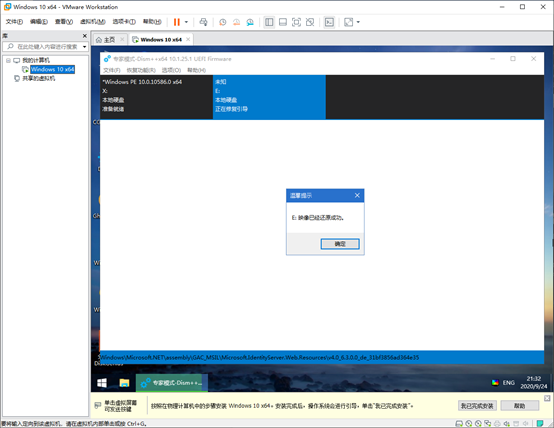 Windows 10 x64 - VMware Workstation
文件(F) 编辑(E) 查看(V) 虚拟机(M) 选项卡(T) 帮助(H)
库
在此处键入内容进行搜索
我的计算机
Windows 10 x64
共享的虚拟机
主页
Windows 10 x64
专家模式-Dism++x64 10.1.25.1 UEFI Firmware
文件(F) 恢复功能(R) 选项(O) 帮助(H)
*Windows PE 10.0.10586.0 x64
X:
本地硬盘
准备就绪
未知
E:
本地硬盘
正在修复引导
温馨提示
E: 映像已经还原成功。
确定
Windows\Microsoft.NET\assembly\GAC_MSIL\Microsoft.IdentityServer.Web.Resources\v4.0_6.3.0.0_de_31bf3856ad364e35
专家模式-Dism++...
ENG
21:32
2020/9/24
单击虚拟屏幕
可发送按键
按照在物理计算机中的步骤安装 Windows 10 x64。安装完成后，操作系统会进行引导，单击“我已完成安装”。
我已完成安装
帮助
要将输入定向到该虚拟机，请在虚拟机内部单击或按 Ctrl+G。